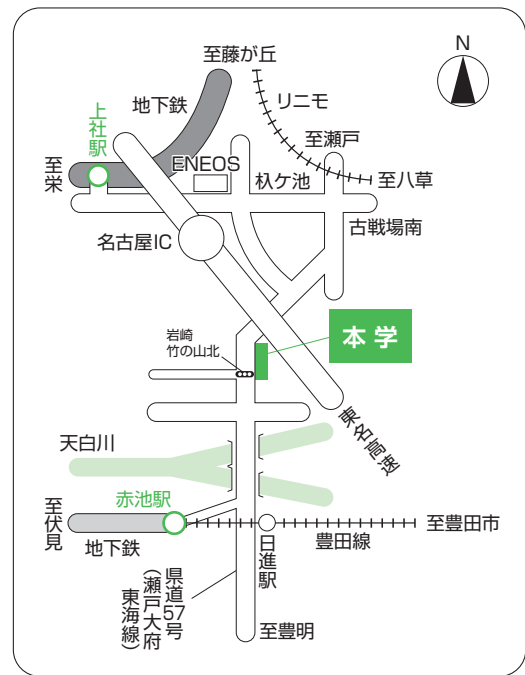 至藤が丘
N
地下鉄
リニモ
上社駅
至瀬戸
ENEOS
至栄
杁ケ池
至八草
古戦場南
名古屋IC
本学
岩崎
竹の山北
東名高速
天白川
赤池駅
至伏見
地下鉄
日進駅
豊田線
至豊田市
県道57号
(瀬戸大府
東海線)
至豊明